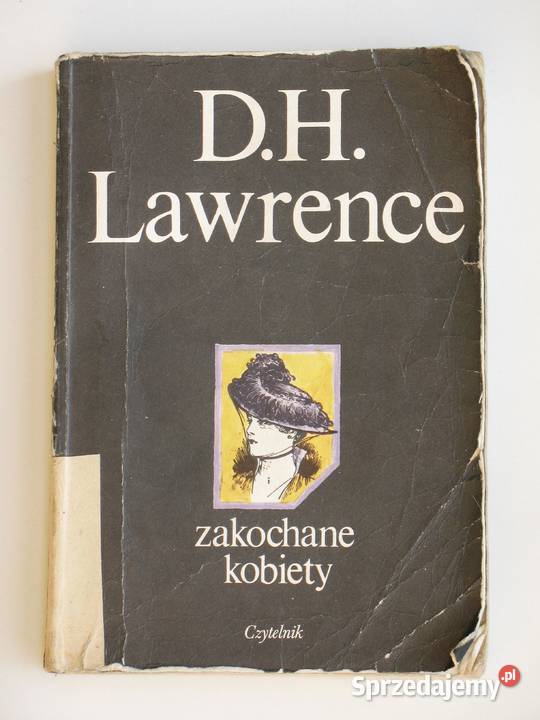 D.H.
Lawrence
zakochane
kobiety
Czytelnik
Sprzedajemy.pl